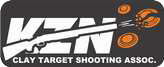 KZN
CLAY TARGET SHOOTING ASSOC.